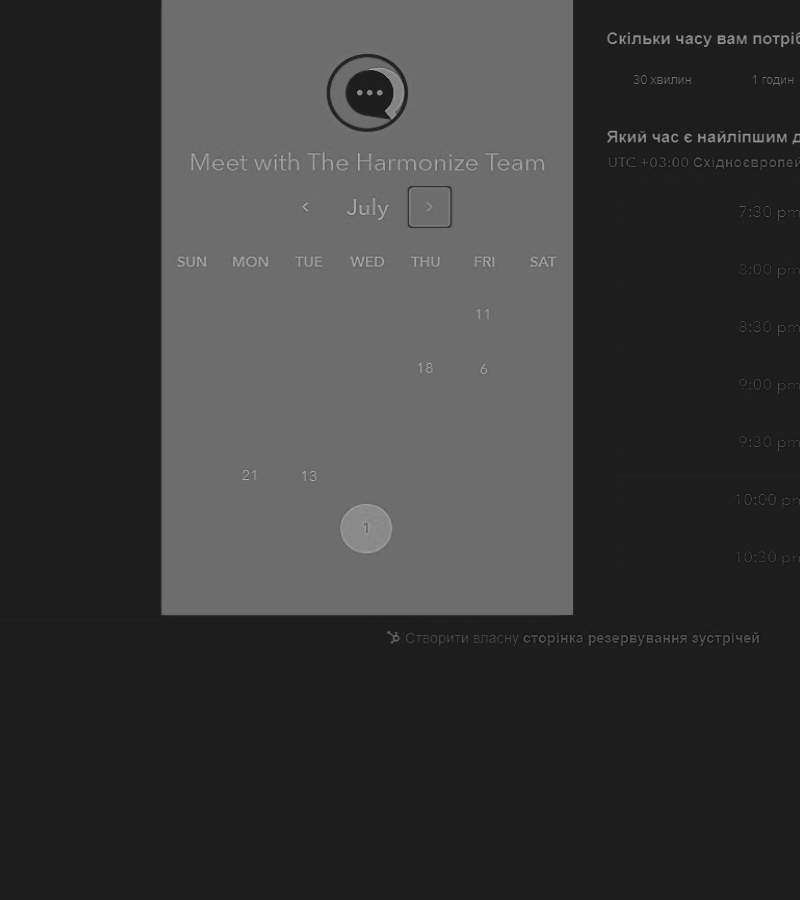 Скільки часу вам потріб
30 хвилин 1 годин
Meet with The Harmonize Team
Який час є найліпшим д
UTC +03:00 Східноєвропей
July
SUN MON TUE WED THU FRI SAT
11
18 6
21 13
1
7:30 pm
8:00 pm
8:30 pm
9:00 pm
9:30 pm
10:00 pm
10:30 pm
Створити власну сторінка резервування зустрічей